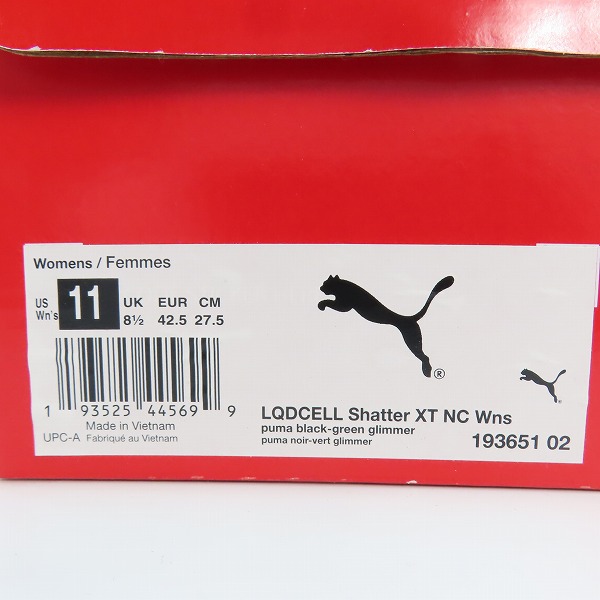 Womens / Femmes
US Wn's 11 UK 8½ EUR 42.5 CM 27.5
1 93525 44569 9
Made in Vietnam
UPC-A Fabriqué au Vietnam
®
®
LQDCELL Shatter XT NC Wns
puma black-green glimmer
puma noir-vert glimmer
193651 02